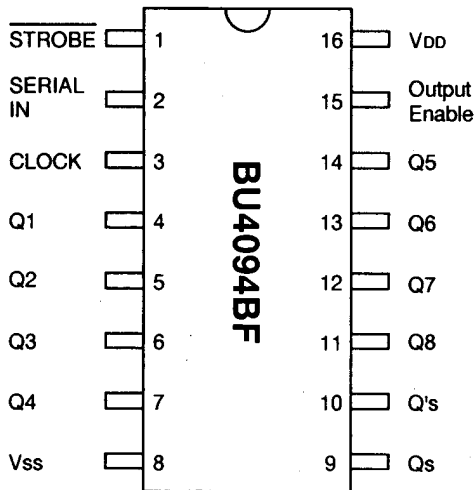 STROBE 1 16 VDD
SERIAL
IN 2 15 Output
Enable
CLOCK 3 14 Q5
Q1 4 13 Q6
Q2 5 12 Q7
Q3 6 11 Q8
Q4 7 10 Q's
Vss 8 9 Qs
BU4094BF